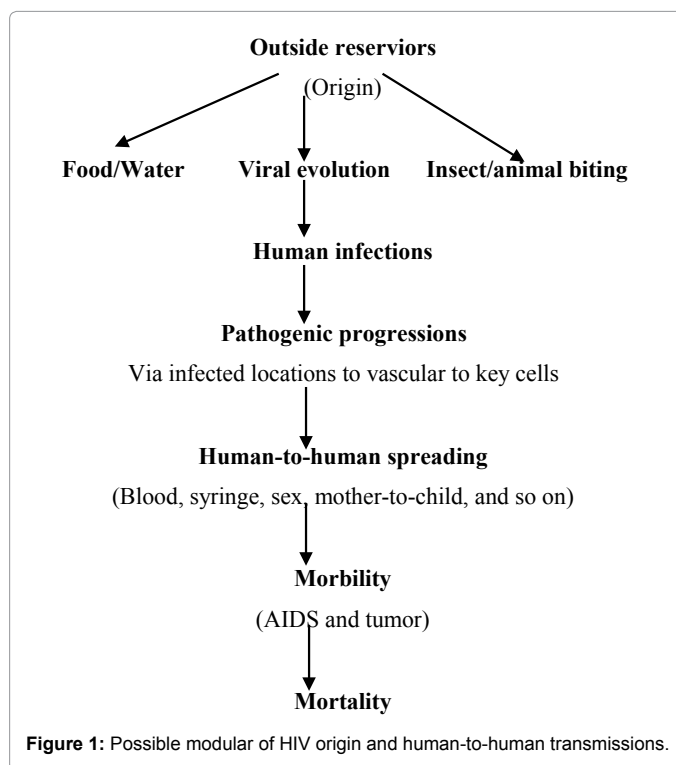 Outside reserviors
(Origin)
Food/Water Viral evolution Insect/animal biting
Human infections
Pathogenic progressions
Via infected locations to vascular to key cells
Human-to-human spreading
(Blood, syringe, sex, mother-to-child, and so on)
Morbility
(AIDS and tumor)
Mortality
Figure 1: Possible modular of HIV origin and human-to-human transmissions.